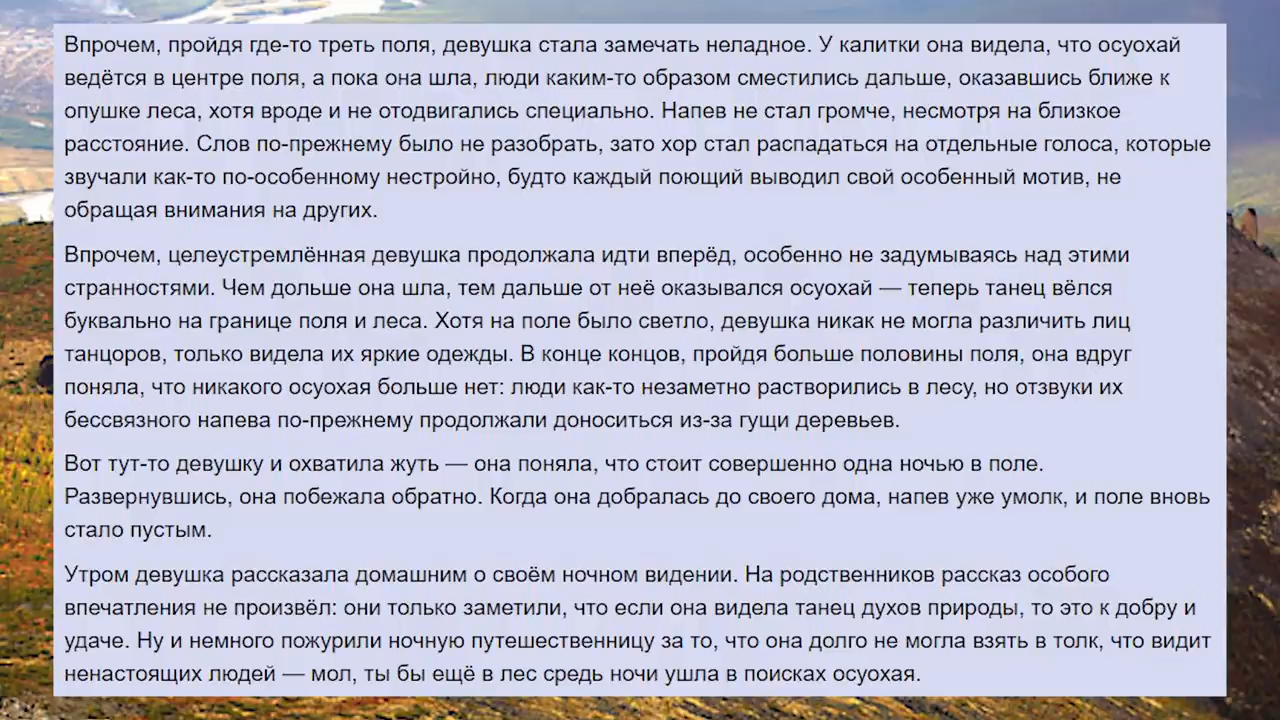 Впрочем, пройдя где-то треть поля, девушка стала замечать неладное. У калитки она видела, что осуохай
ведётся в центре поля, а пока она шла, люди каким-то образом сместились дальше, оказавшись ближе к
опушке леса, хотя вроде и не отодвигались специально. Напев не стал громче, несмотря на близкое
расстояние. Слов по-прежнему было не разобрать, зато хор стал распадаться на отдельные голоса, которые
звучали как-то по-особенному нестройно, будто каждый поющий выводил свой особенный мотив, не
обращая внимания на других.
Впрочем, целеустремлённая девушка продолжала идти вперёд, особенно не задумываясь над этими
странностями. Чем дольше она шла, тем дальше от неё оказывался осуохай — теперь танец вёлся
буквально на границе поля и леса. Хотя на поле было светло, девушка никак не могла различить лиц
танцоров, только видела их яркие одежды. В конце концов, пройдя больше половины поля, она вдруг
поняла, что никакого осуохая больше нет: люди как-то незаметно растворились в лесу, но отзвуки их
бессвязного напева по-прежнему продолжали доноситься из-за гущи деревьев.
Вот тут-то девушку и охватила жуть — она поняла, что стоит совершенно одна ночью в поле.
Развернувшись, она побежала обратно. Когда она добралась до своего дома, напев уже умолк, и поле вновь
стало пустым.
Утром девушка рассказала домашним о своём ночном видении. На родственников рассказ особого
впечатления не произвёл: они только заметили, что если она видела танец духов природы, то это к добру и
удаче. Ну и немного пожурили ночную путешественницу за то, что она долго не могла взять в толк, что видит
ненастоящих людей — мол, ты бы ещё в лес средь ночи ушла в поисках осуохая.